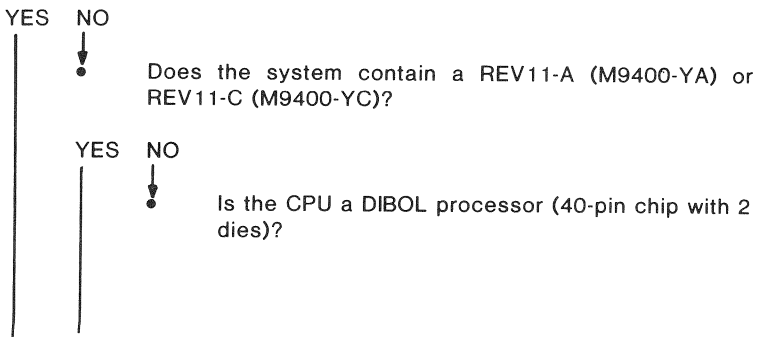 YES NO
Does the system contain a REV11-A (M9400-YA) or
REV11-C (M9400-YC)?
YES NO
Is the CPU a DIBOL processor (40-pin chip with 2
dies)?